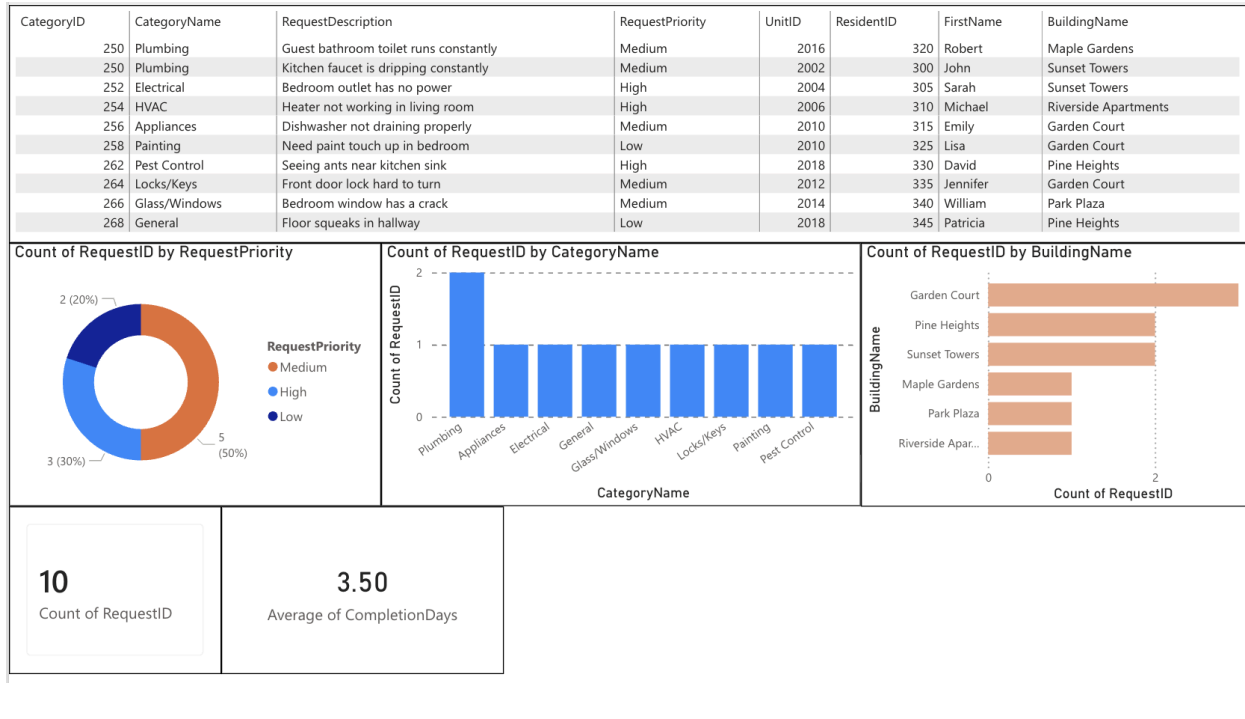 CategoryID CategoryName RequestDescription RequestPriority UnitID ResidentID FirstName BuildingName
250 Plumbing Guest bathroom toilet runs constantly Medium 2016 320 Robert Maple Gardens
250 Plumbing Kitchen faucet is dripping constantly Medium 2002 300 John Sunset Towers
252 Electrical Bedroom outlet has no power High 2004 305 Sarah Sunset Towers
254 HVAC Heater not working in living room High 2006 310 Michael Riverside Apartments
256 Appliances Dishwasher not draining properly Medium 2010 315 Emily Garden Court
258 Painting Need paint touch up in bedroom Low 2010 325 Lisa Garden Court
262 Pest Control Seeing ants near kitchen sink High 2018 330 David Pine Heights
264 Locks/Keys Front door lock hard to turn Medium 2012 335 Jennifer Garden Court
266 Glass/Windows Bedroom window has a crack Medium 2014 340 William Park Plaza
268 General Floor squeaks in hallway Low 2018 345 Patricia Pine Heights
Count of RequestID by RequestPriority
2 (20%)
3 (30%)
5
(50%)
RequestPriority
Medium
High
Low
Count of RequestID by CategoryName
Count of RequestID
2
1
0
Plumbing
Appliances
Electrical
General
Glass/Windows
HVAC
Locks/Keys
Painting
Pest Control
CategoryName
Count of RequestID by BuildingName
BuildingName
Garden Court
Pine Heights
Sunset Towers
Maple Gardens
Park Plaza
Riverside Apar...
0 2
Count of RequestID
10
Count of RequestID
3.50
Average of CompletionDays